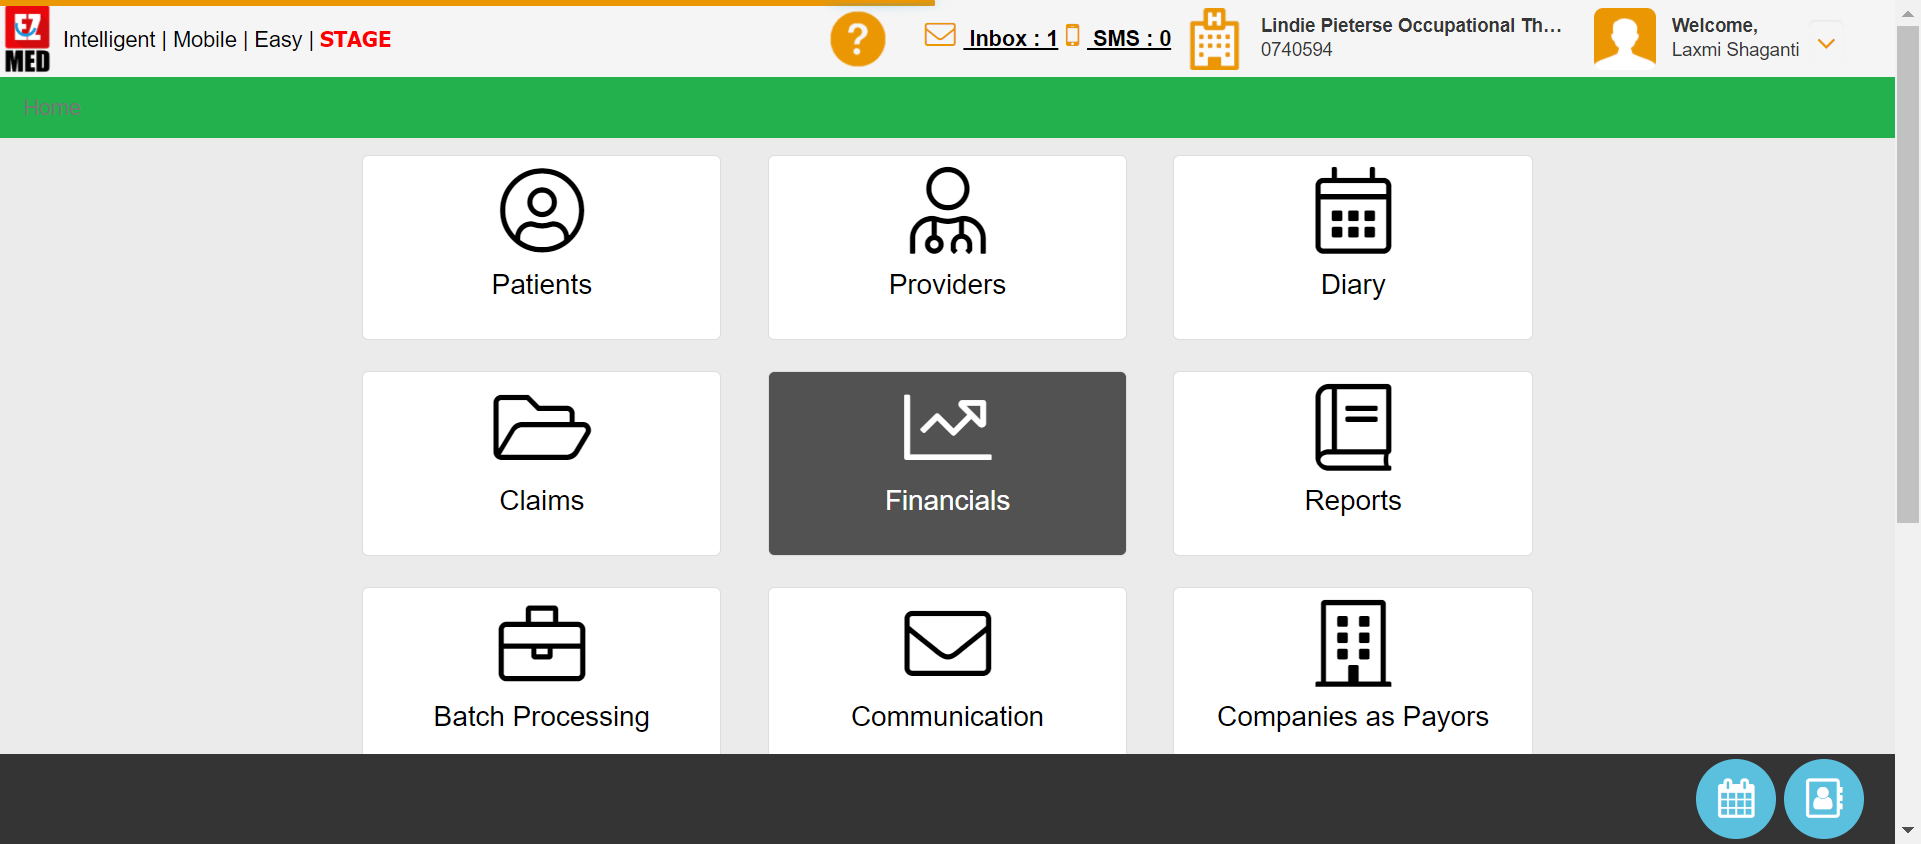 EZ
MED
Intelligent | Mobile | Easy | STAGE
?
Inbox : 1
SMS : 0
H
Lindie Pieterse Occupational Th...
0740594
Welcome,
Laxmi Shaganti
Home
Patients
Providers
Diary
Claims
Financials
Reports
Batch Processing
Communication
Companies as Payors